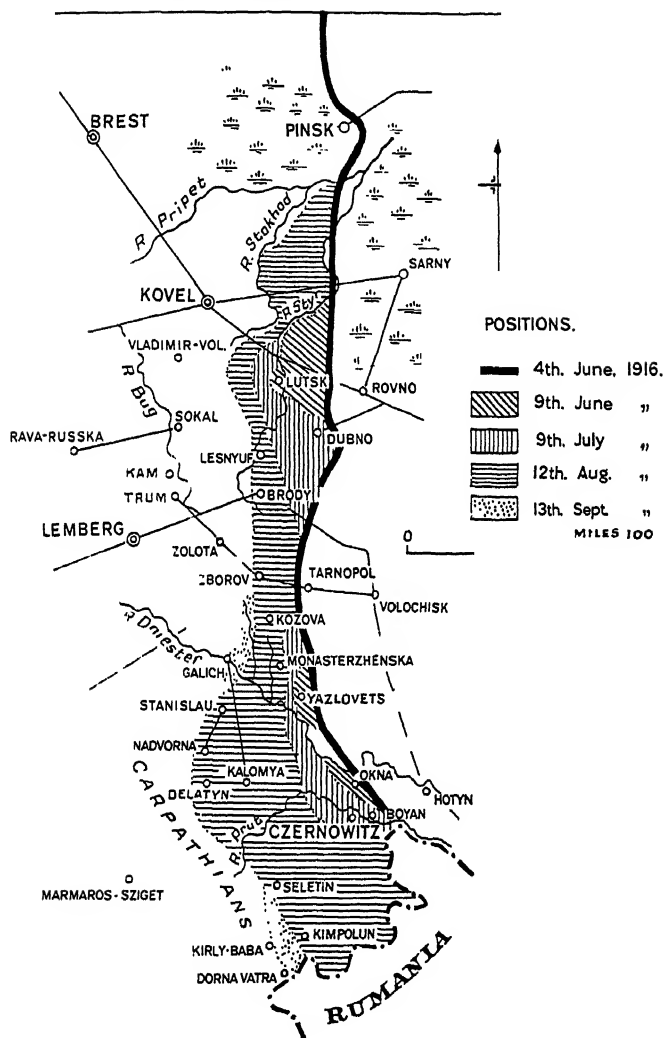 BREST
PINSK
R. Pripet
R. Stokhod
SARNY
KOVEL
R. Sty
VLADIMIR-VOL.
R Bug
LUTSK
ROVNO
SOKAL
RAVA-RUSSKA
DUBNO
LESNYUF
KAM
TRUM
BRODY
LEMBERG
ZOLOTA
ZBOROV
TARNOPOL
VOLOCHISK
KOZOVA
R Dniester
MONASTERZHENSKA
GALICH
YAZLOVETS
STANISLAU.
NADVORNA
OKNA
KALOMYA
HOTYN
DELATYN
BOYAN
CZERNOWITZ
R. Prut
CARPATHIANS
SELETIN
MARMAROS-SZIGET
KIMPOLUN
KIRLY-BABA
DORNA VATRA
RUMANIA
POSITIONS.
4th. June, 1916.
9th. June "
9th. July "
12th. Aug. "
13th. Sept. "
0 MILES 100